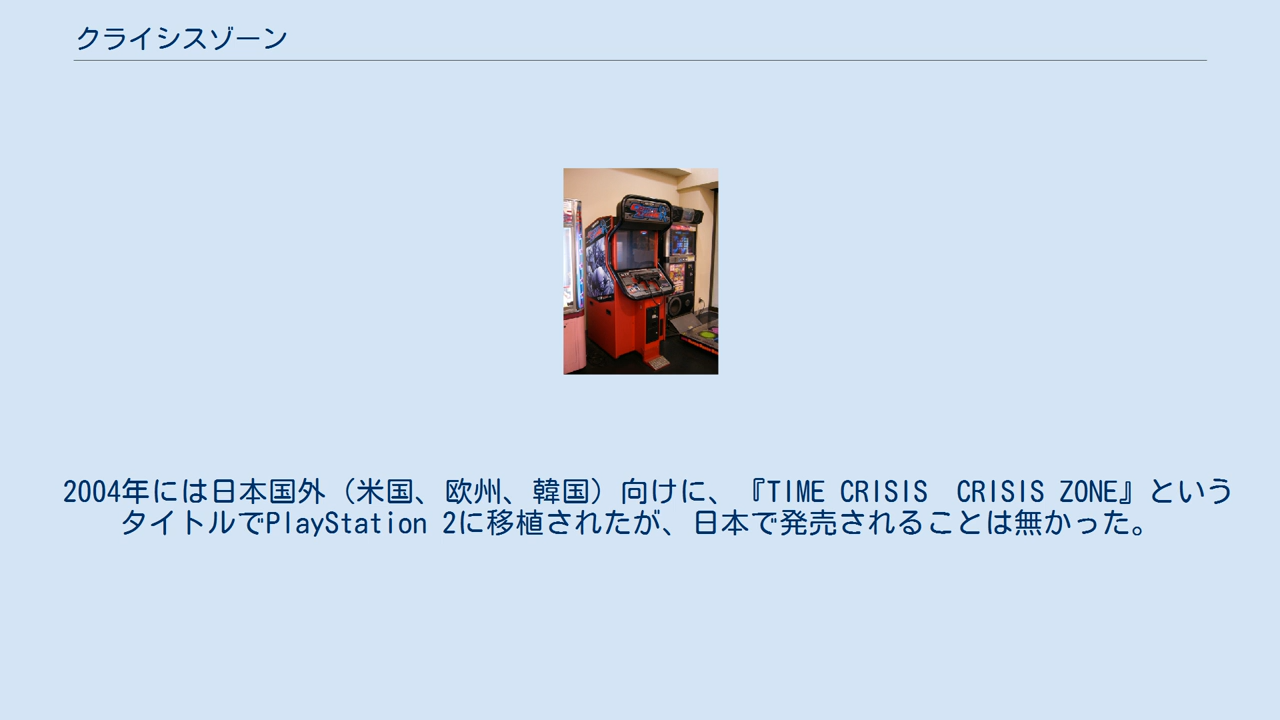 クライシスゾーン
2004年には日本国外（米国、欧州、韓国）向けに、『TIME CRISIS　CRISIS ZONE』という
タイトルでPlayStation 2に移植されたが、日本で発売されることは無かった。